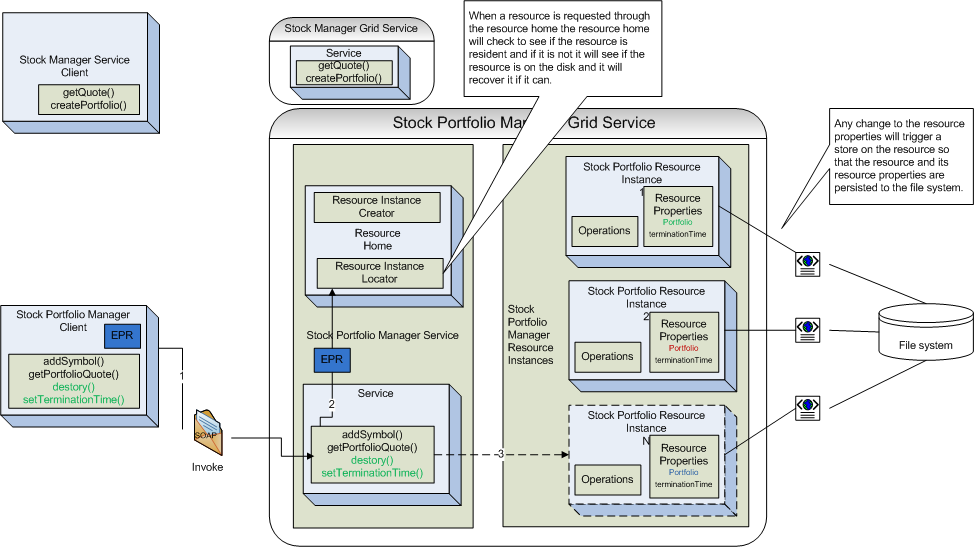 Stock Manager Service
Client
getQuote()
createPortfolio()
Stock Manager Grid Service
Service
getQuote()
createPortfolio()
When a resource is requested through
the resource home the resource home
will check to see if the resource is
resident and if it is not it will see if the
resource is on the disk and it will
recover it if it can.
Any change to the resource
properties will trigger a
store on the resource so
that the resource and its
resource properties are
persisted to the file system.
Stock Portfolio Ma Grid Service
Resource Instance
Creator
Resource
Home
Resource Instance
Locator
Stock Portfolio Manager Service
EPR
2
Service
addSymbol()
getPortfolioQuote()
destory()
setTerminationTime()
Stock Portfolio Manager
Client
EPR
addSymbol()
getPortfolioQuote()
destory()
setTerminationTime()
1
SOAP
Invoke
3
Stock
Portfolio
Manager
Resource
Instances
Stock Portfolio Resource
Instance
1
Operations
Resource
Properties
Portfolio
terminationTime
Stock Portfolio Resource
Instance
2
Operations
Resource
Properties
Portfolio
terminationTime
Stock Portfolio Resource
Instance
N
Operations
Resource
Properties
Portfolio
terminationTime
File system